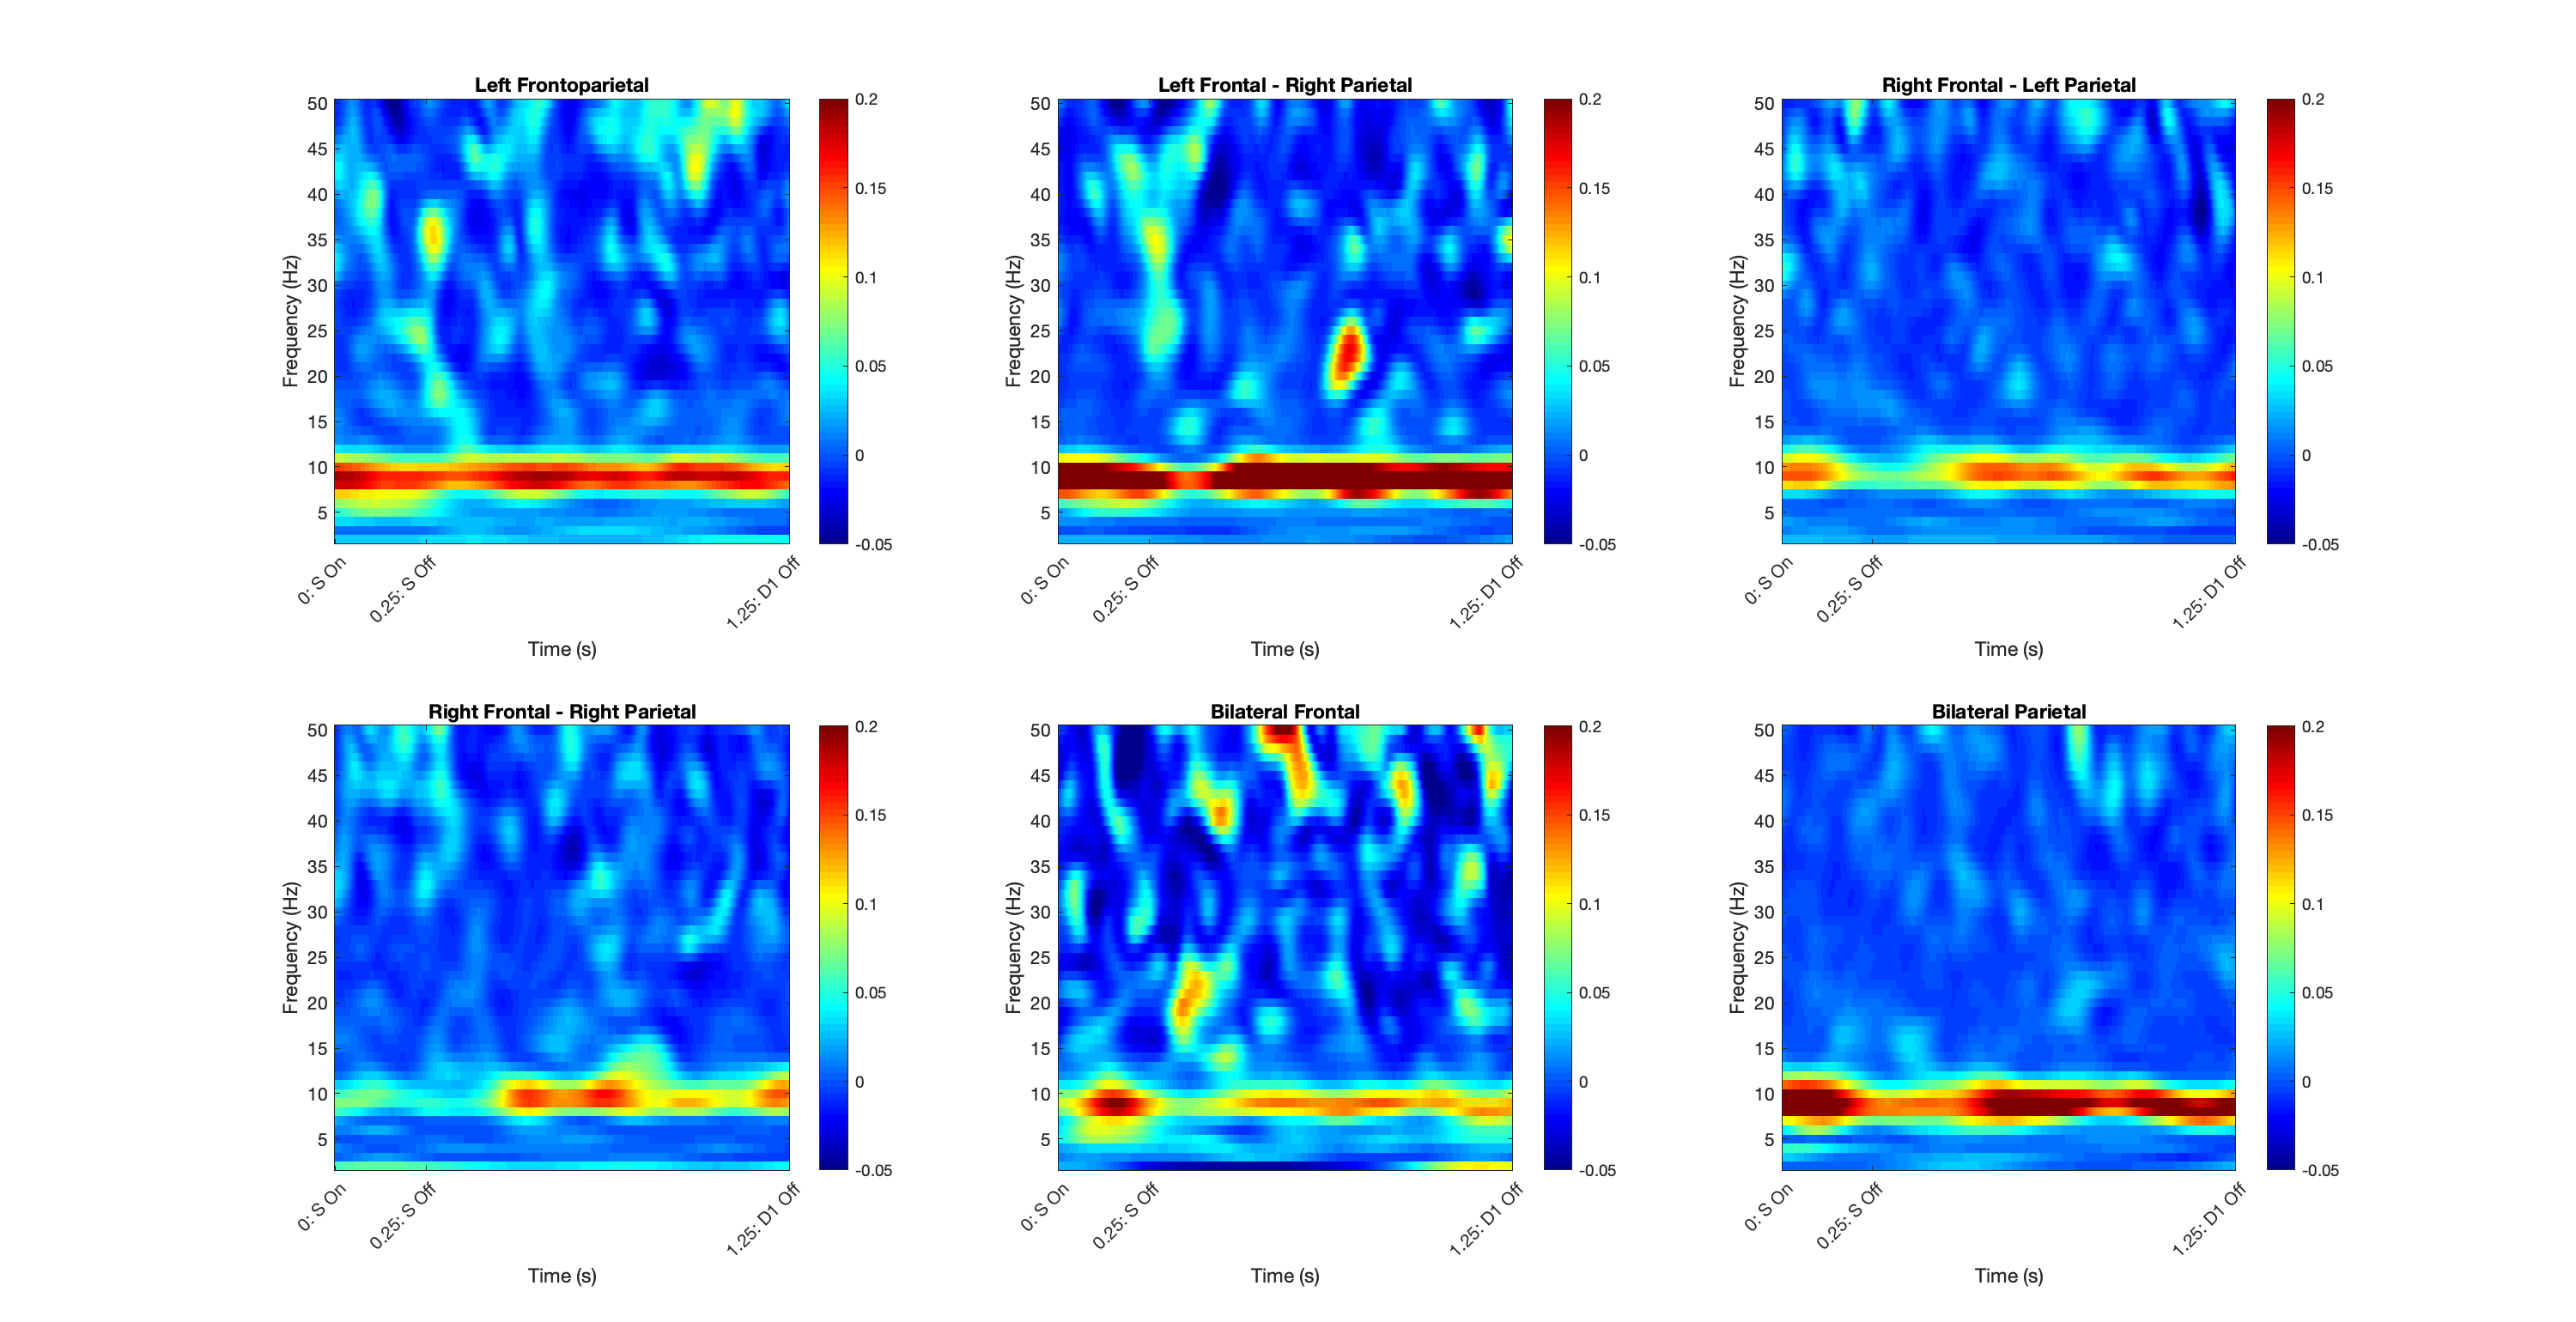 Left Frontoparietal
Frequency (Hz)
50
45
40
35
30
25
20
15
10
5
0: S On
0.25: S Off
1.25: D1 Off
Time (s)
0.2
0.15
0.1
0.05
0
-0.05
Left Frontal - Right Parietal
Frequency (Hz)
50
45
40
35
30
25
20
15
10
5
0: S On
0.25: S Off
1.25: D1 Off
Time (s)
0.2
0.15
0.1
0.05
0
-0.05
Right Frontal - Left Parietal
Frequency (Hz)
50
45
40
35
30
25
20
15
10
5
0: S On
0.25: S Off
1.25: D1 Off
Time (s)
0.2
0.15
0.1
0.05
0
-0.05
Right Frontal - Right Parietal
Frequency (Hz)
50
45
40
35
30
25
20
15
10
5
0: S On
0.25: S Off
1.25: D1 Off
Time (s)
0.2
0.15
0.1
0.05
0
-0.05
Bilateral Frontal
Frequency (Hz)
50
45
40
35
30
25
20
15
10
5
0: S On
0.25: S Off
1.25: D1 Off
Time (s)
0.2
0.15
0.1
0.05
0
-0.05
Bilateral Parietal
Frequency (Hz)
50
45
40
35
30
25
20
15
10
5
0: S On
0.25: S Off
1.25: D1 Off
Time (s)
0.2
0.15
0.1
0.05
0
-0.05